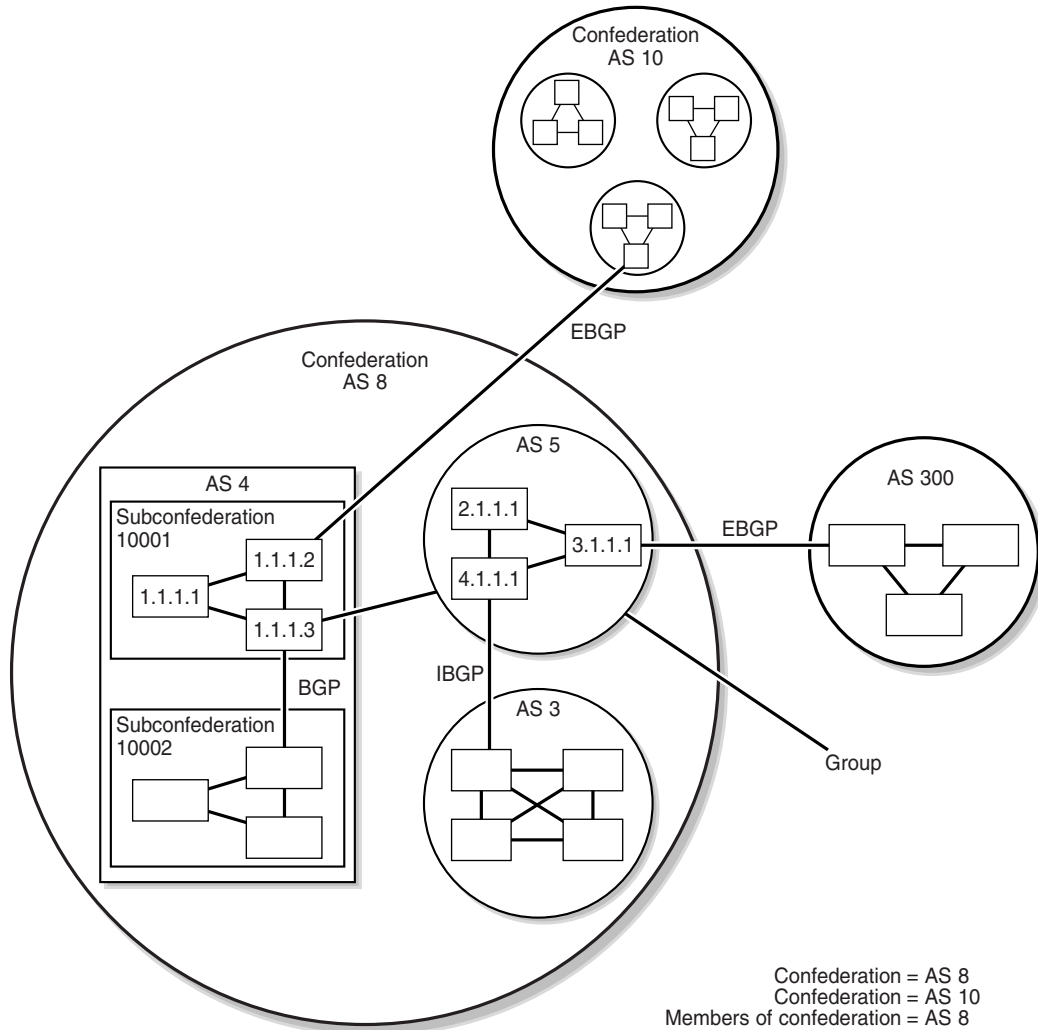 Confederation
AS 10
EBGP
Confederation
AS 8
AS 5
AS 4
AS 300
Subconfederation
10001
2.1.1.1
1.1.1.2
3.1.1.1
EBGP
4.1.1.1
1.1.1.1
1.1.1.3
BGP
IBGP
AS 3
Subconfederation
10002
Group
Confederation = AS 8
Confederation = AS 10
Members of confederation = AS 8